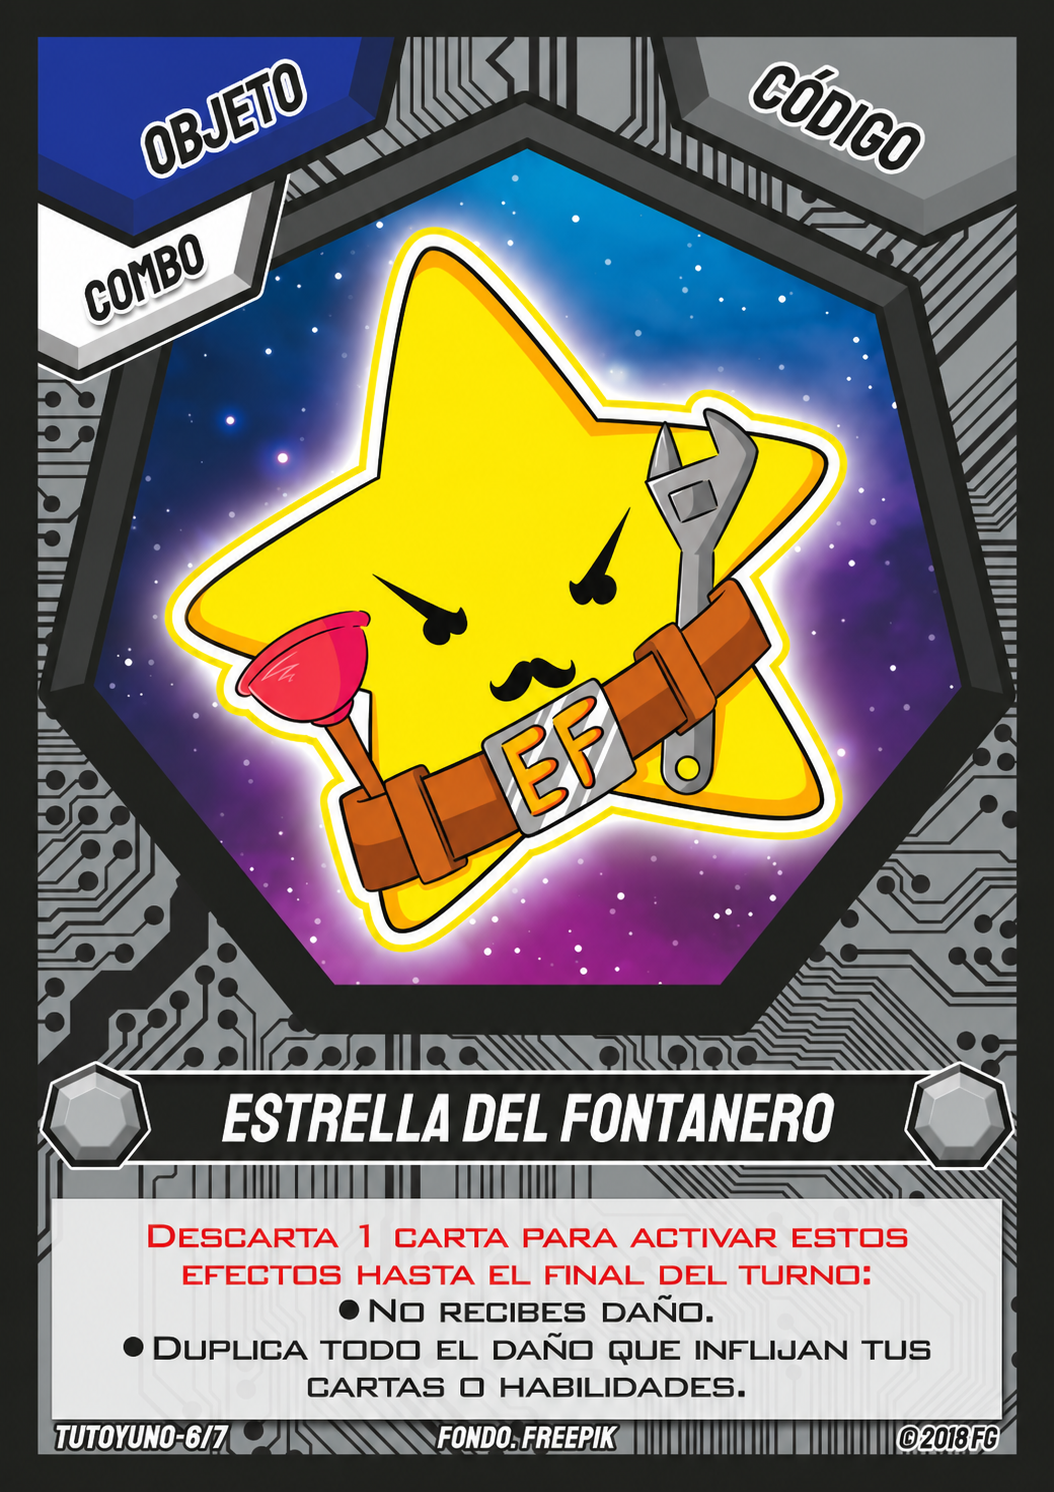 OBJETO
CÓDIGO
COMBO
EF
ESTRELLA DEL FONTANERO
DESCARTA 1 CARTA PARA ACTIVAR ESTOS
EFECTOS HASTA EL FINAL DEL TURNO:
● NO RECIBES DAÑO.
● DUPLICA TODO EL DAÑO QUE INFLIJAN TUS
CARTAS O HABILIDADES.
TUTOYUNO-6/7
FONDO. FREEPIK
© 2018 FG